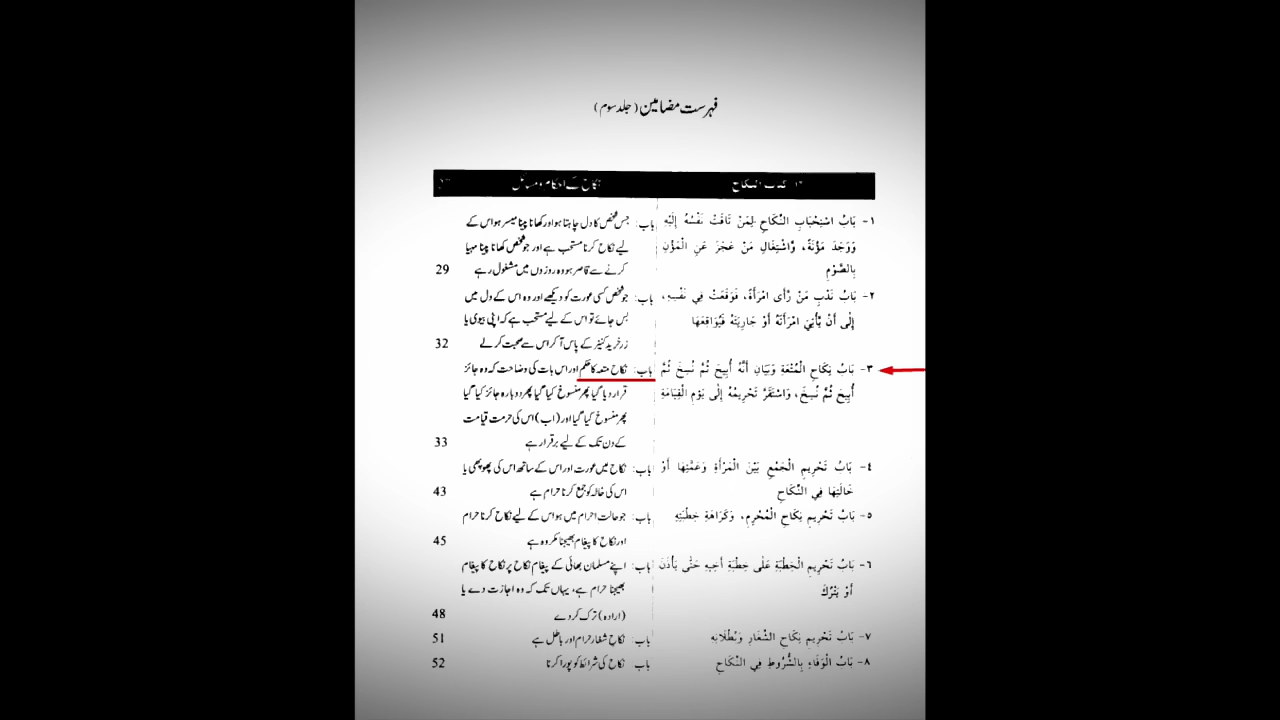 فہرست مضامین (جلد سوم)
نکاح کے احکام و مسائل
١- بَابُ اسْتِحْبَابِ النِّكَاحِ لِمَنْ تَاقَتْ نَفْسُهُ إِلَيْهِ باب: جس شخص کا دل چاہتا ہو اور کھانا پینا میسر ہو اس کے
وَوَجَدَ مَؤُنَةً، وَّاشْتِغَالِ مَنْ عَجَزَ عَنِ الْمُؤَنِ لیے نکاح کرنا مستحب ہے اور جو شخص کھانا پینا مہیا
بِالصَّوْمِ کرنے سے قاصر ہو وہ روزوں میں مشغول رہے 29
٢- بَابُ نَدْبِ مَنْ رَّأَى امْرَأَةً، فَوَقَعَتْ فِي نَفْسِهِ، باب: جو شخص کسی عورت کو دیکھے اور وہ اس کے دل میں
إِلَى أَنْ يَّأْتِيَ امْرَأَتَهُ أَوْ جَارِيَتَهُ فَيُوَاقِعَهَا بس جائے تو اس کے لیے مستحب ہے کہ اپنی بیوی یا
زر خرید کنیز کے پاس آ کر اس سے صحبت کر لے 32
٣- بَابُ نِكَاحِ الْمُتْعَةِ وَبَيَانِ أَنَّهُ أُبِيحَ ثُمَّ نُسِخَ ثُمَّ باب: نکاح متعہ کا حکم اور اس بات کی وضاحت کہ وہ جائز
أُبِيحَ ثُمَّ نُسِخَ، وَاسْتَقَرَّ تَحْرِيمُهُ إِلَى يَوْمِ الْقِيَامَةِ قرار دیا گیا پھر منسوخ کیا گیا پھر دوبارہ جائز کیا گیا
پھر منسوخ کیا گیا اور (اب) اس کی حرمت قیامت
کے دن تک کے لیے برقرار ہے 33
٤- بَابُ تَحْرِيمِ الْجَمْعِ بَيْنَ الْمَرْأَةِ وَعَمَّتِهَا أَوْ باب: نکاح میں عورت اور اس کے ساتھ اس کی پھوپھی یا
خَالَتِهَا فِي النِّكَاحِ اس کی خالہ کو جمع کرنا حرام ہے 43
٥- بَابُ تَحْرِيمِ نِكَاحِ الْمُحْرِمِ، وَكَرَاهَةِ خِطْبَتِهِ باب: جو حالت احرام میں ہو اس کے لیے نکاح کرنا حرام
اور نکاح کا پیغام بھیجنا مکروہ ہے 45
٦- بَابُ تَحْرِيمِ الْخِطْبَةِ عَلَى خِطْبَةِ أَخِيهِ حَتَّى يَأْذَنَ باب: اپنے مسلمان بھائی کے پیغام نکاح پر نکاح کا پیغام
أَوْ يَتْرُكَ بھیجنا حرام ہے، یہاں تک کہ وہ اجازت دے یا
(ارادہ) ترک کر دے 48
٧- بَابُ تَحْرِيمِ نِكَاحِ الشِّغَارِ وَبُطْلَانِهِ باب: نکاح شغار حرام اور باطل ہے 51
٨- بَابُ الْوَفَاءِ بِالشُّرُوطِ فِي النِّكَاحِ باب نکاح کی شرائط کو پورا کرنا 52